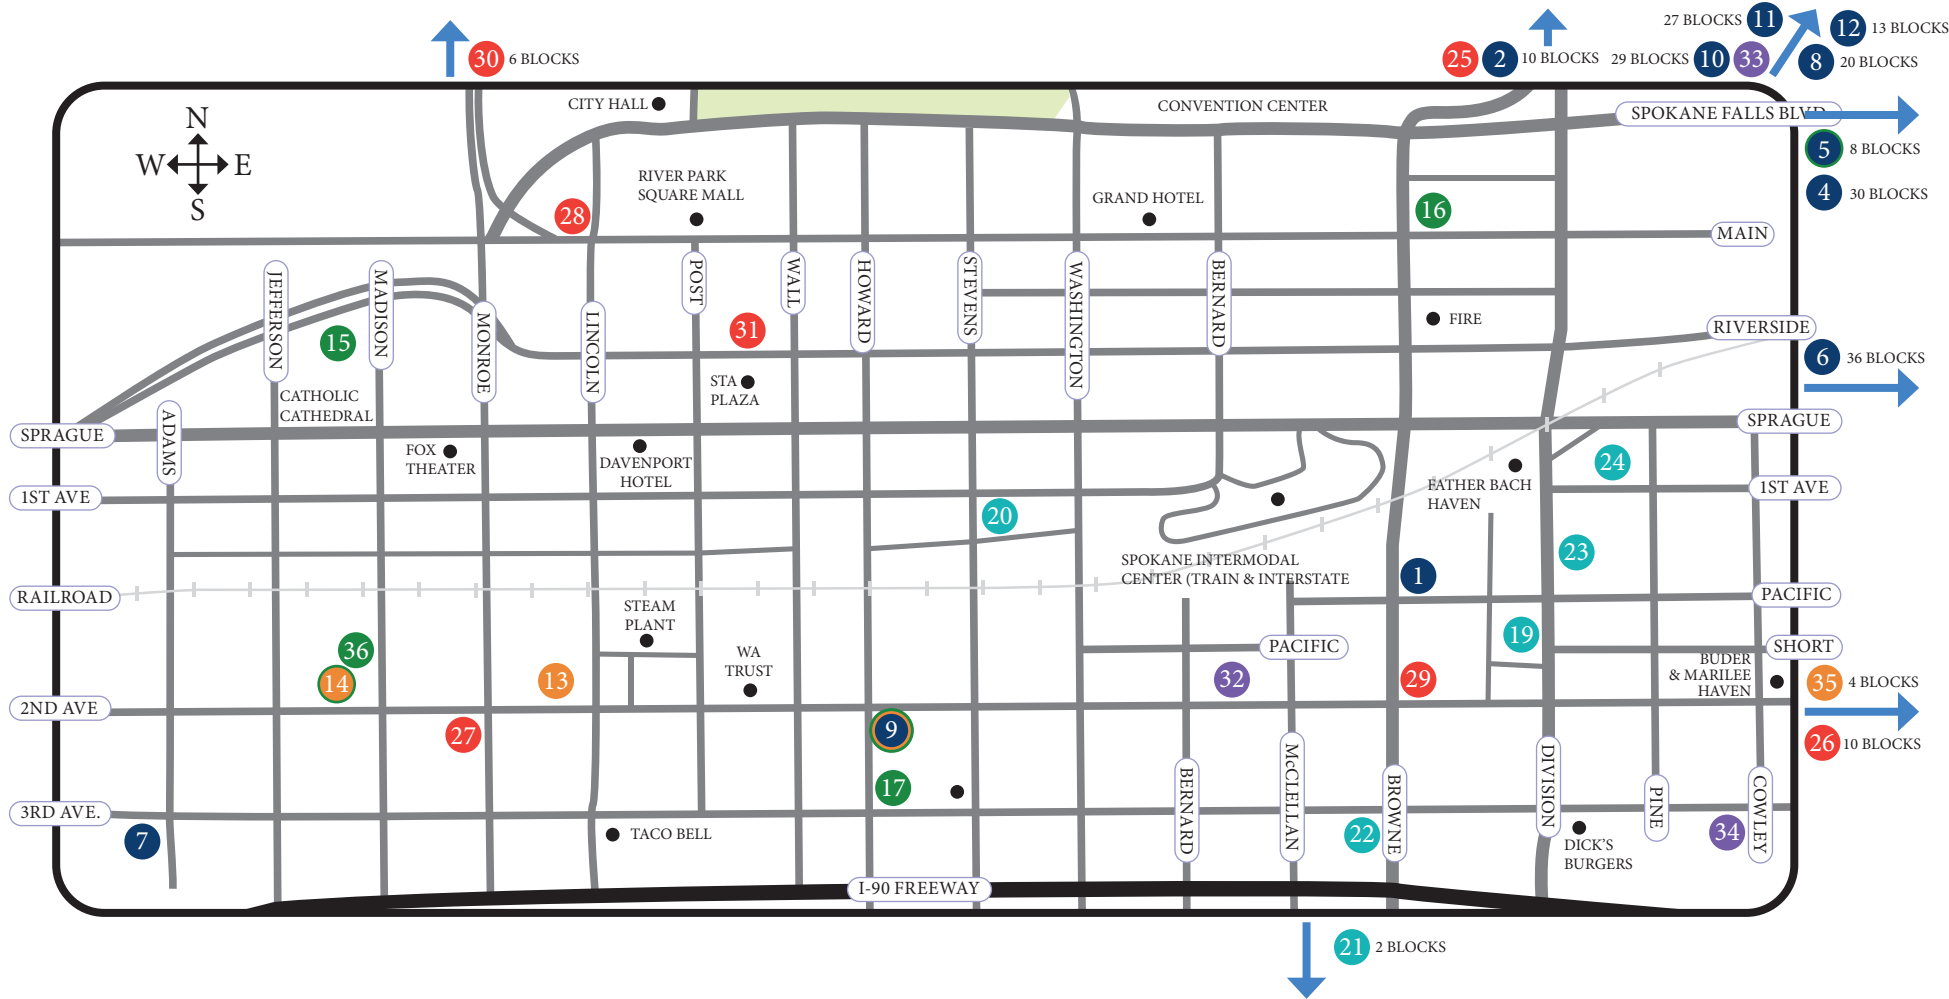 27 BLOCKS
11
12
13 BLOCKS
30
6 BLOCKS
25
2
10 BLOCKS
29 BLOCKS
10
33
8
20 BLOCKS
CITY HALL
CONVENTION CENTER
SPOKANE FALLS BLVD
N
W
E
S
5
8 BLOCKS
4
30 BLOCKS
RIVER PARK
SQUARE MALL
GRAND HOTEL
28
16
MAIN
JEFFERSON
MADISON
MONROE
LINCOLN
POST
WALL
HOWARD
STEVENS
WASHINGTON
BERNARD
FIRE
RIVERSIDE
15
31
6
36 BLOCKS
STA
PLAZA
CATHOLIC
CATHEDRAL
ADAMS
SPRAGUE
SPRAGUE
FOX
THEATER
DAVENPORT
HOTEL
24
FATHER BACH
HAVEN
1ST AVE
1ST AVE
20
23
SPOKANE INTERMODAL
CENTER (TRAIN & INTERSTATE
1
RAILROAD
PACIFIC
STEAM
PLANT
19
36
WA
TRUST
PACIFIC
SHORT
BUDER
& MARILEE
HAVEN
14
13
32
29
35
4 BLOCKS
2ND AVE
27
9
26
10 BLOCKS
17
BERNARD
McCLELLAN
BROWNE
DIVISION
PINE
COWLEY
3RD AVE.
7
TACO BELL
22
34
DICK'S
BURGERS
I-90 FREEWAY
21
2 BLOCKS